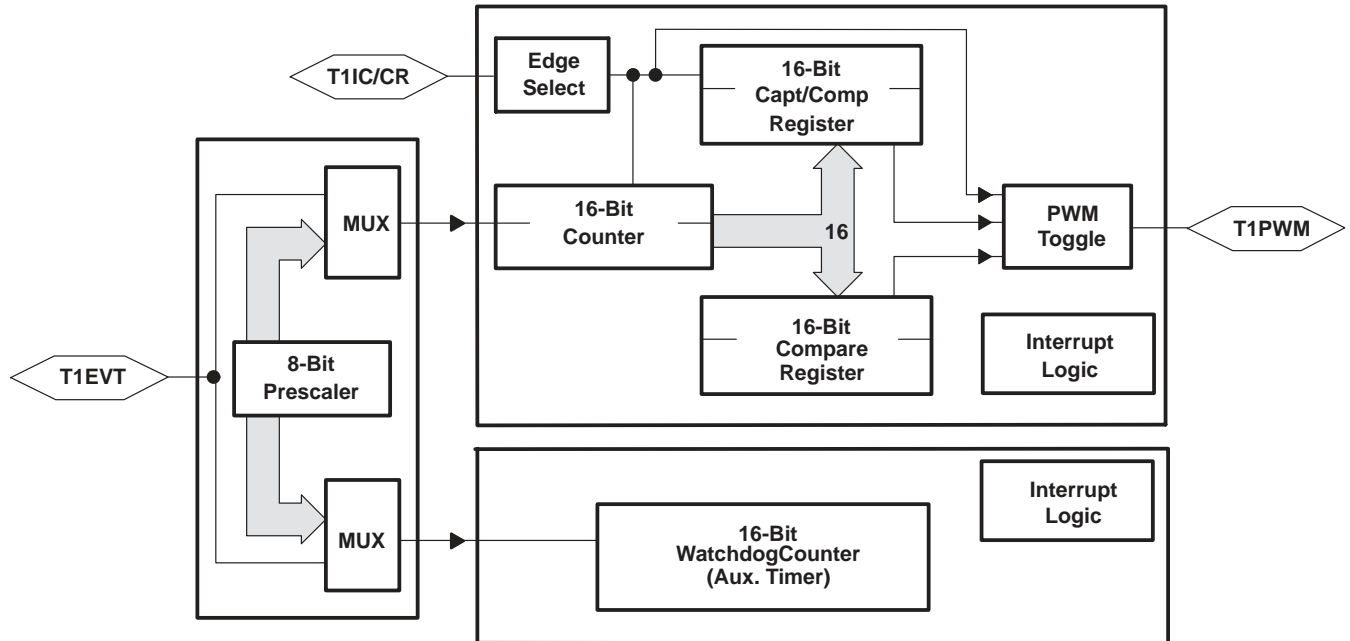 T1IC/CR
Edge
Select
16-Bit
Capt/Comp
Register
MUX
16-Bit
Counter
16
PWM
Toggle
T1PWM
T1EVT
8-Bit
Prescaler
16-Bit
Compare
Register
Interrupt
Logic
MUX
16-Bit
WatchdogCounter
(Aux. Timer)
Interrupt
Logic